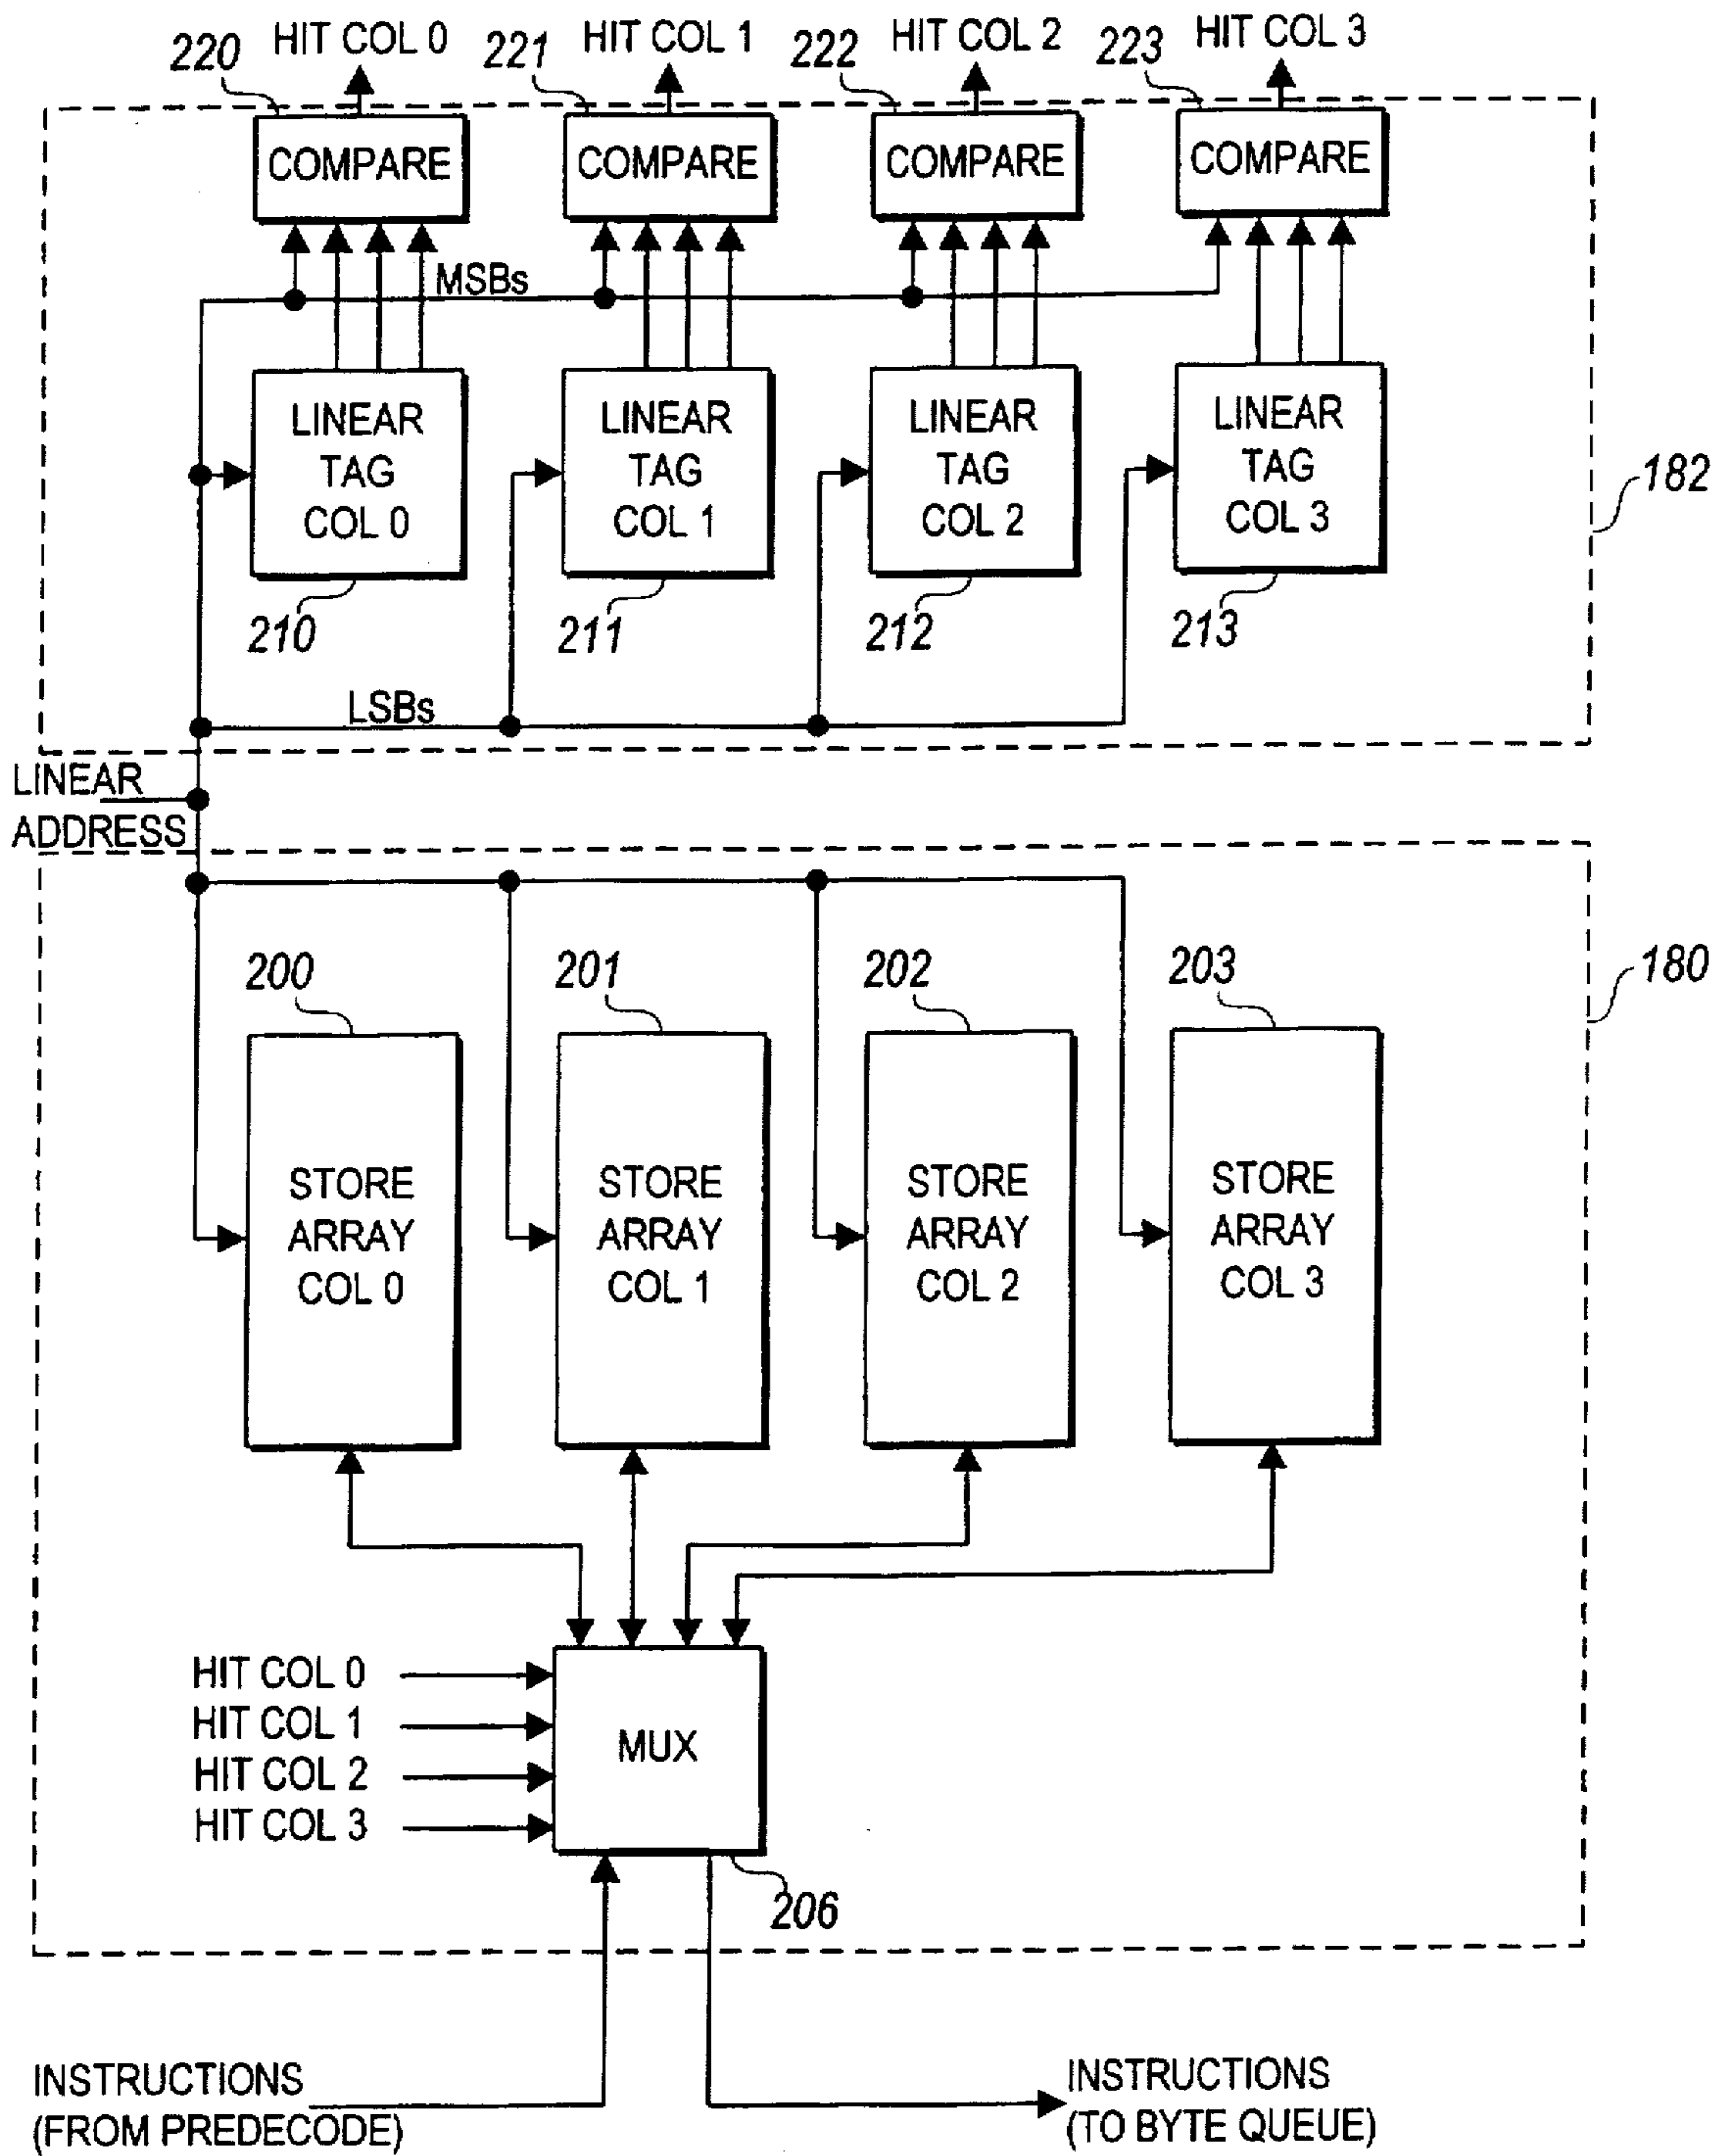 HIT COL 0
HIT COL 1
HIT COL 2
HIT COL 3
220
221
222
223
COMPARE
COMPARE
COMPARE
COMPARE
MSBs
LINEAR
TAG
COL 0
LINEAR
TAG
COL 1
LINEAR
TAG
COL 2
LINEAR
TAG
COL 3
182
210
211
212
213
LSBs
LINEAR
ADDRESS
200
201
202
203
180
STORE
ARRAY
COL 0
STORE
ARRAY
COL 1
STORE
ARRAY
COL 2
STORE
ARRAY
COL 3
HIT COL 0
HIT COL 1
HIT COL 2
HIT COL 3
MUX
206
INSTRUCTIONS
(FROM PREDECODE)
INSTRUCTIONS
(TO BYTE QUEUE)